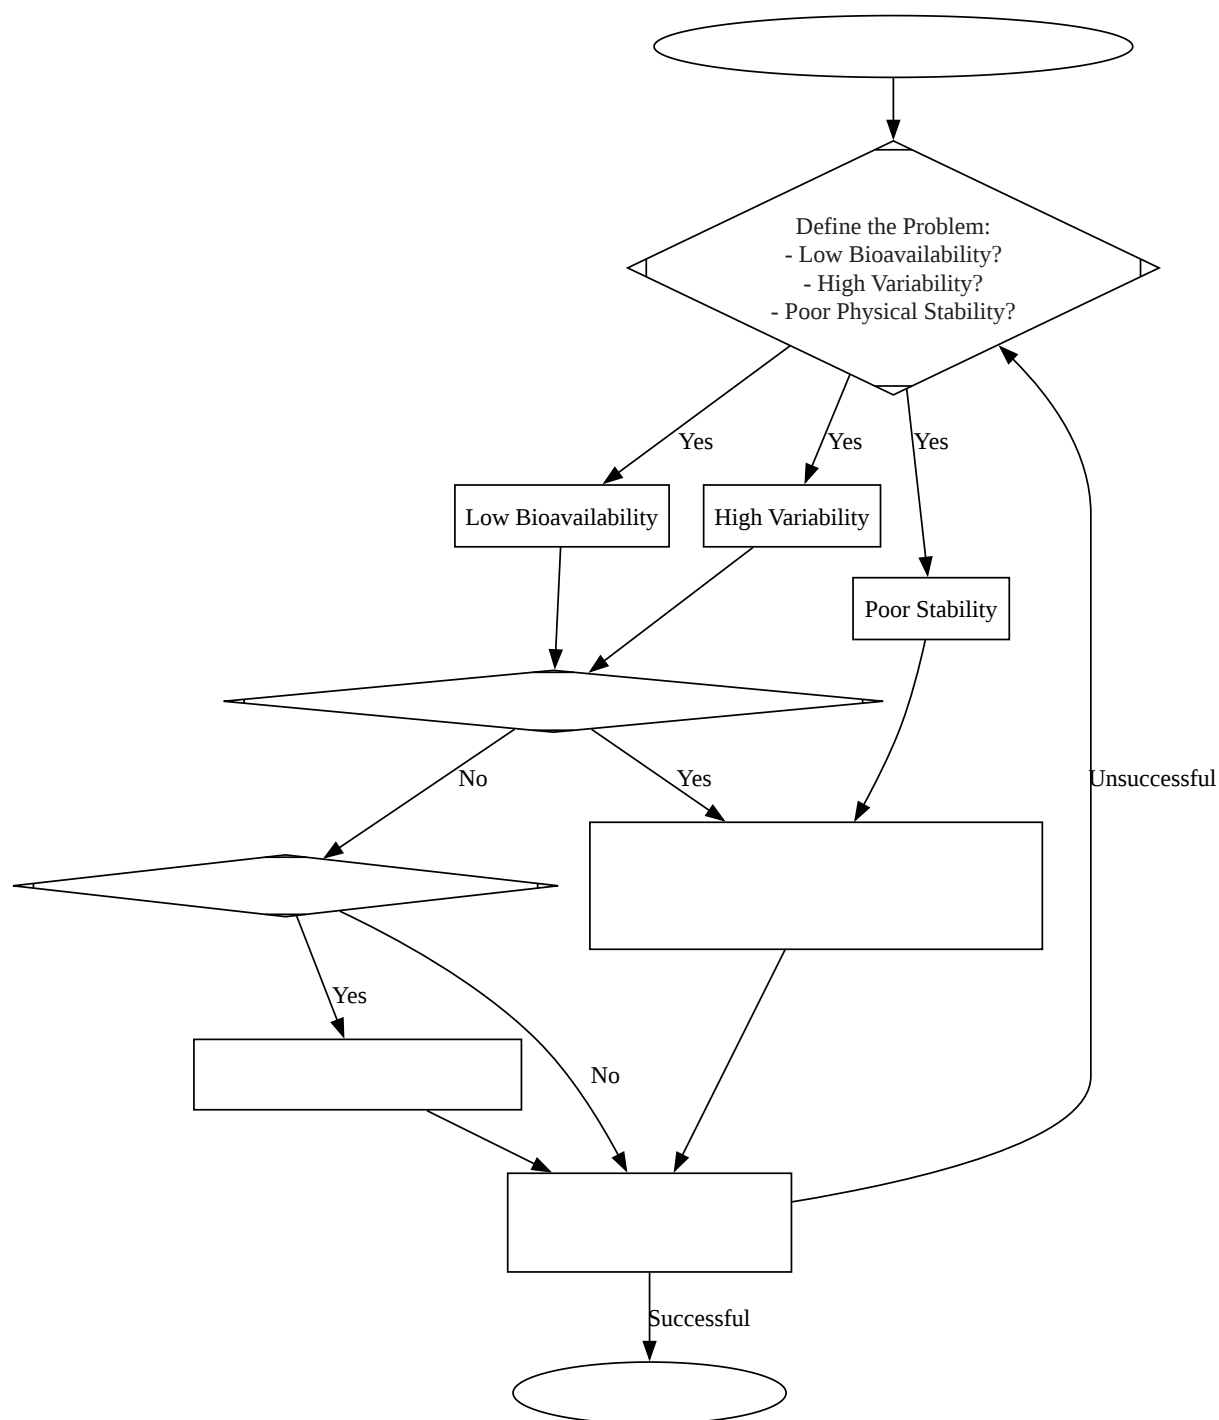 Define the Problem:
- Low Bioavailability?
- High Variability?
- Poor Physical Stability?
Yes
Yes
Yes
Low Bioavailability
High Variability
Poor Stability
No
Yes
Unsuccessful
Yes
No
Successful